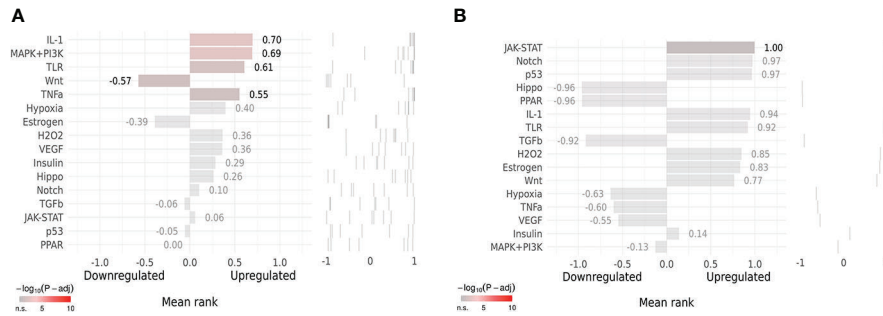 A
IL-1 0.70
MAPK+PI3K 0.69
TLR 0.61
Wnt -0.57
TNFa 0.55
Hypoxia 0.40
Estrogen -0.39
H2O2 0.36
VEGF 0.36
Insulin 0.29
Hippo 0.26
Notch 0.10
TGFb -0.06
JAK-STAT 0.06
p53 -0.05
PPAR 0.00
-1.0 -0.5 0.0 0.5 1.0 -1 0 1
Downregulated Upregulated
Mean rank
−log10(P−adj)
n.s. 5 10
B
JAK-STAT 1.00
Notch 0.97
p53 0.97
Hippo -0.96
PPAR -0.96
IL-1 0.94
TLR 0.92
TGFb -0.92
H2O2 0.85
Estrogen 0.83
Wnt 0.77
Hypoxia -0.63
TNFa -0.60
VEGF -0.55
Insulin 0.14
MAPK+PI3K -0.13
-1.0 -0.5 0.0 0.5 1.0 -1 0
Downregulated Upregulated
Mean rank
−log10(P−adj)
n.s. 5 10